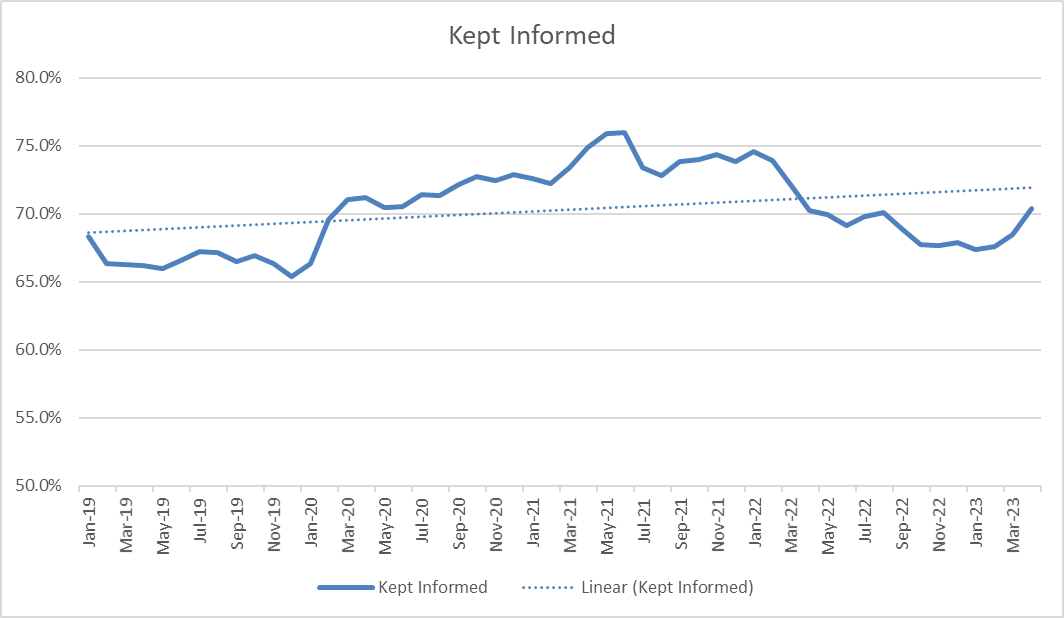 Kept Informed
80.0%
75.0%
70.0%
65.0%
60.0%
55.0%
50.0%
Jan-19
Mar-19
May-19
Jul-19
Sep-19
Nov-19
Jan-20
Mar-20
May-20
Jul-20
Sep-20
Nov-20
Jan-21
Mar-21
May-21
Jul-21
Sep-21
Nov-21
Jan-22
Mar-22
May-22
Jul-22
Sep-22
Nov-22
Jan-23
Mar-23
Kept Informed
Linear (Kept Informed)